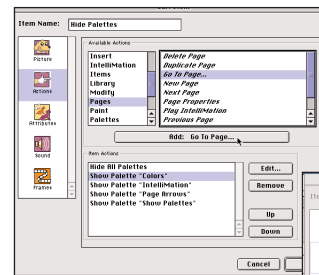 Item Name: Hide Palettes
Available Actions
Picture
Actions
Attributes
Sound
Frames
Insert
IntelliMation
Items
Library
Modify
Pages
Paint
Palettes
Delete Page
Duplicate Page
Go To Page...
New Page
Next Page
Page Properties
Play IntelliMation
Previous Page
Add: Go To Page...
Item Actions
Hide All Palettes
Show Palette "Colors"
Show Palette "IntelliMation"
Show Palette "Page Arrows"
Show Palette "Show Palettes"
Edit...
Remove
Up
Down
Cancel